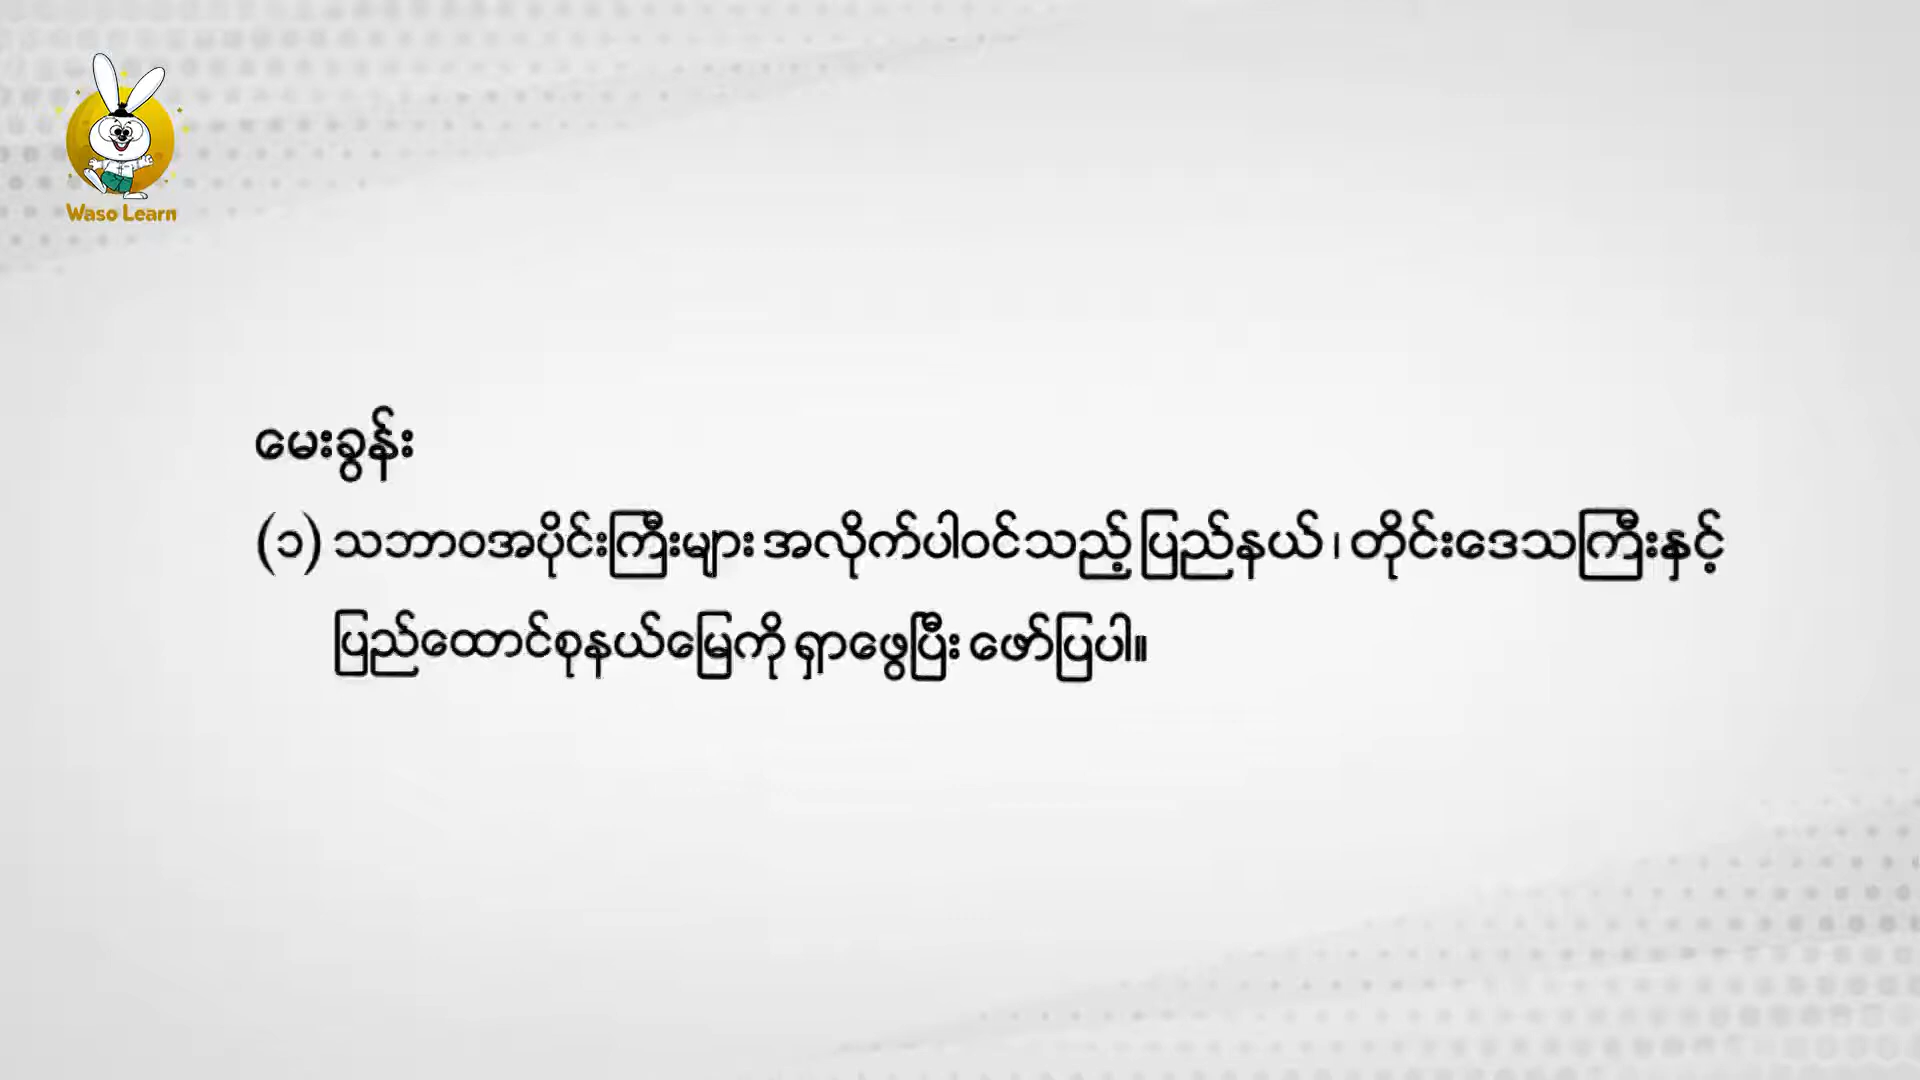 Waso Learn
မေးခွန်း
(၁) သဘာဝအပိုင်းကြီးများ အလိုက်ပါဝင်သည့် ပြည်နယ် ၊ တိုင်းဒေသကြီးနှင့်
ပြည်ထောင်စုနယ်မြေကို ရှာဖွေပြီး ဖော်ပြပါ။